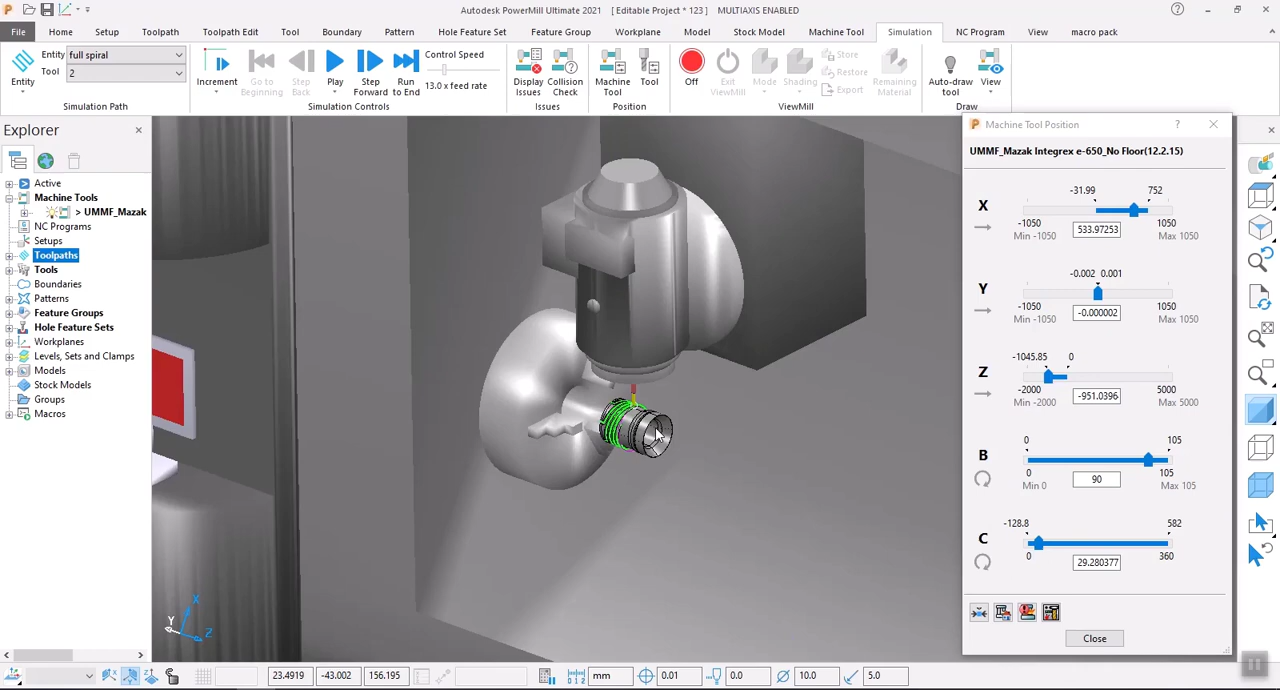 Autodesk PowerMill Ultimate 2021 [ Editable Project * 123 ] MULTIAXIS ENABLED
File Home Setup Toolpath Toolpath Edit Tool Boundary Pattern Hole Feature Set Feature Group Workplane Model Stock Model Machine Tool Simulation NC Program View macro pack
Entity full spiral
Tool 2
Control Speed
13.0 x feed rate
Entity Increment Go to Beginning Step Back Play Step Forward Run to End
Display Issues Collision Check Machine Tool Tool
Off Exit ViewMill Mode Shading Store Restore Export Remaining Material Auto-draw tool View
Simulation Path Simulation Controls Issues Position ViewMill Draw
Explorer
Active
Machine Tools
> UMMF_Mazak
NC Programs
Setups
Toolpaths
Tools
Boundaries
Patterns
Feature Groups
Hole Feature Sets
Workplanes
Levels, Sets and Clamps
Models
Stock Models
Groups
Macros
X
Y
Z
Machine Tool Position
UMMF_Mazak Integrex e-650_No Floor(12.2.15)
-31.99 752
X
-1050 1050
Min -1050 533.97253 Max 1050
-0.002 0.001
Y
-1050 1050
Min -1050 -0.000002 Max 1050
-1045.85 0
Z
-2000 5000
Min -2000 -951.0396 Max 5000
0 105
B
0 105
Min 0 90 Max 105
-128.8 582
C
0 360
29.280377
Close
23.4919 -43.002 156.195 mm 0.01 0.0 10.0 5.0